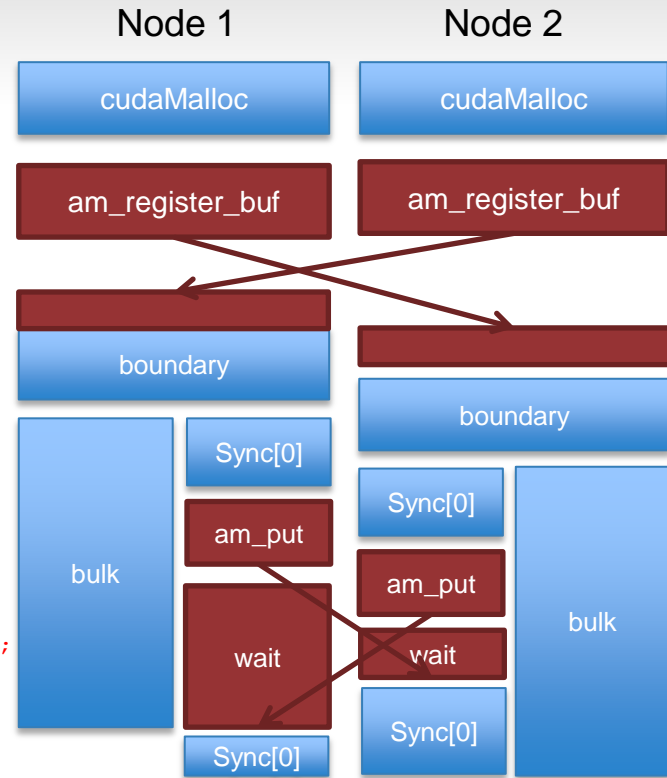 Node 1
Node 2
cudaMalloc
cudaMalloc
am_register_buf
am_register_buf
boundary
boundary
Sync[0]
Sync[0]
am_put
am_put
bulk
bulk
;
wait
wait
Sync[0]
Sync[0]